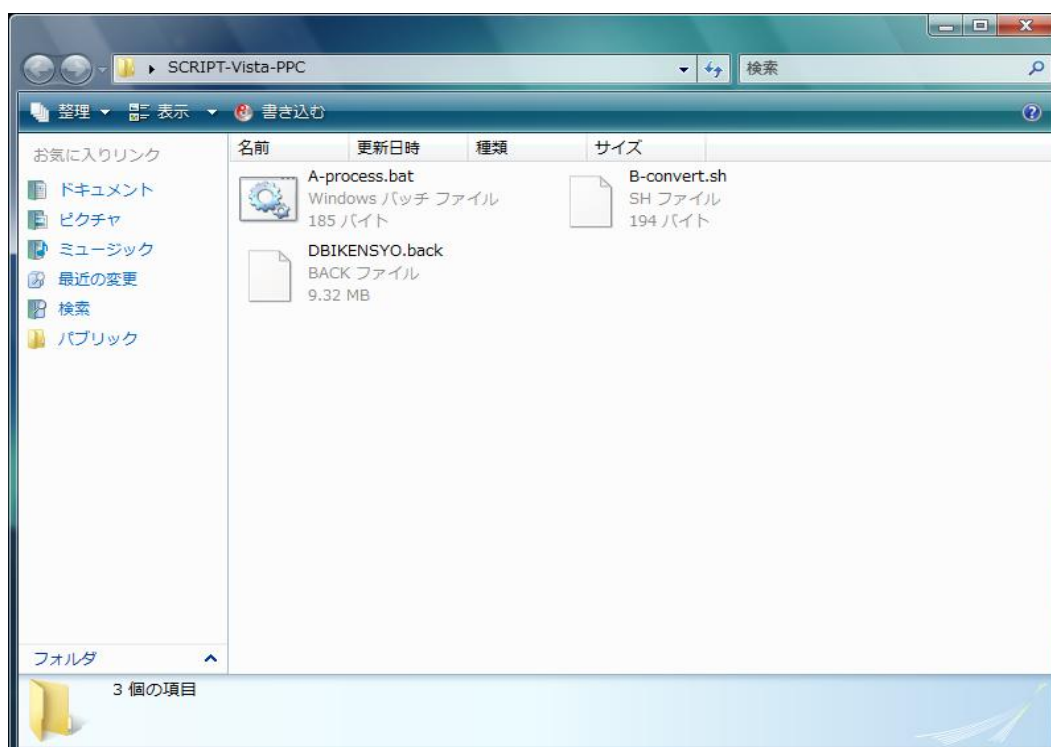 SCRIPT-Vista-PPC
検索
整理 表示 書き込む
お気に入りリンク
ドキュメント
ピクチャ
ミュージック
最近の変更
検索
パブリック
フォルダ
名前 更新日時 種類 サイズ
A-process.bat
Windows バッチ ファイル
185 バイト
B-convert.sh
SH ファイル
194 バイト
DBIKENSYO.back
BACK ファイル
9.32 MB
3 個の項目